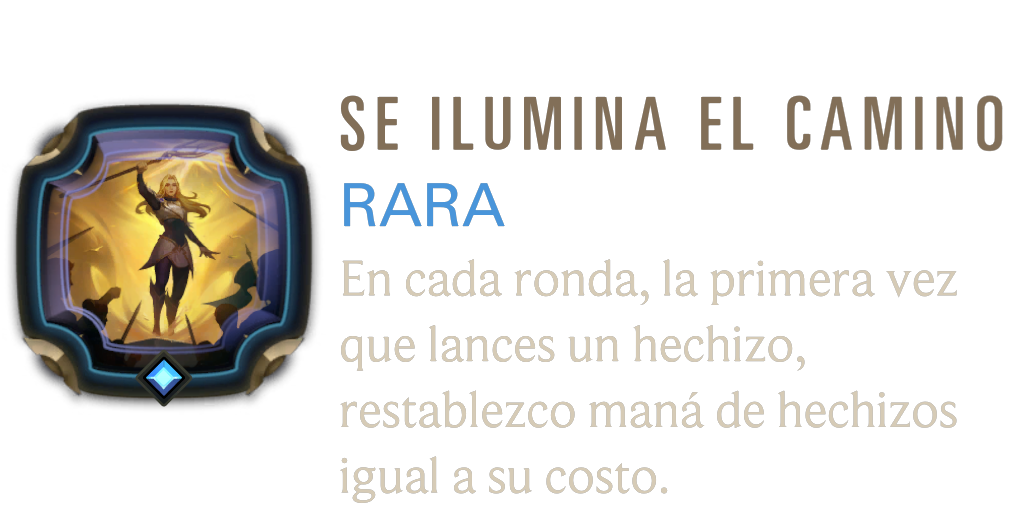 SE ILUMINA EL CAMINO
RARA
En cada ronda, la primera vez
que lances un hechizo,
restablezco maná de hechizos
igual a su costo.